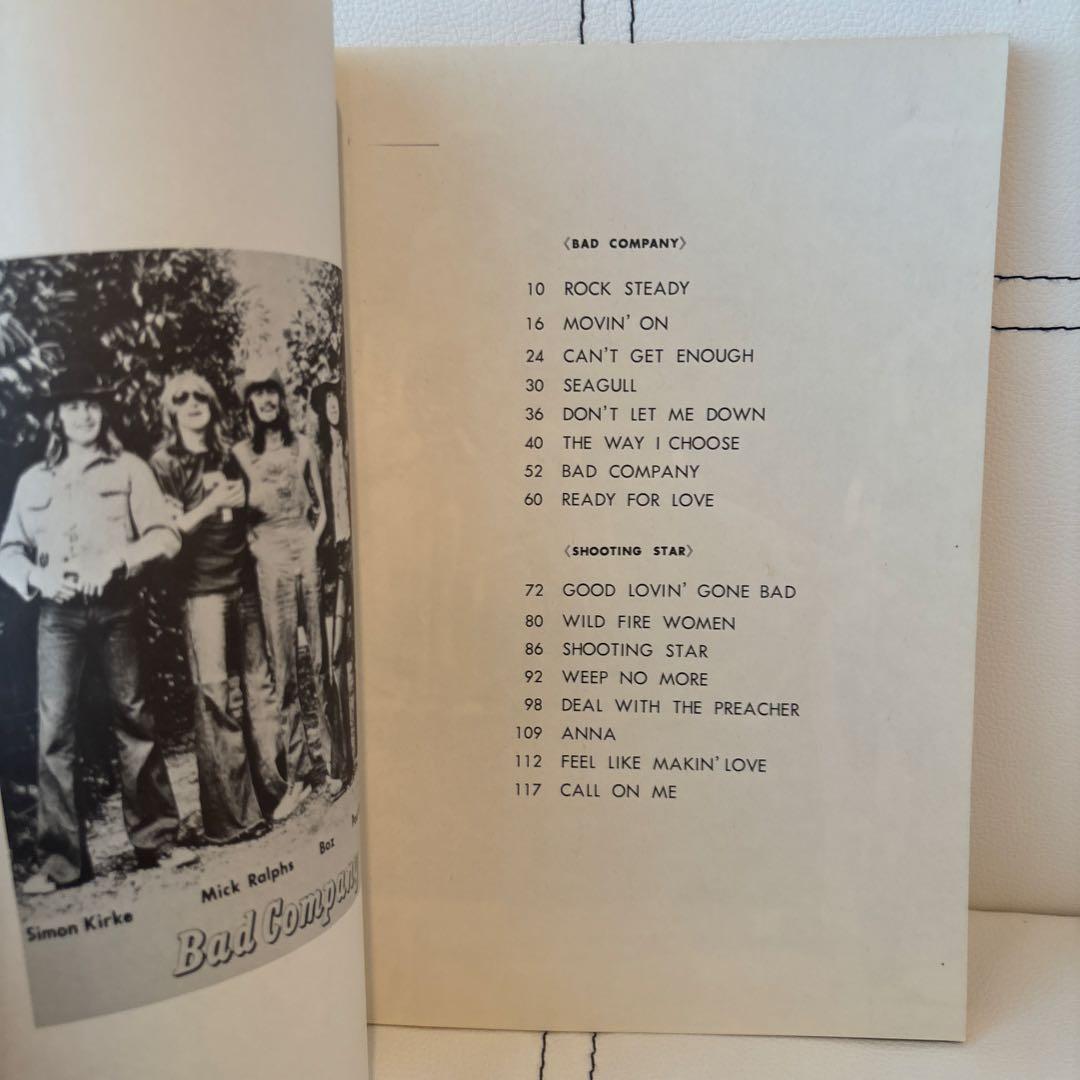 Simon Kirke
Mick Ralphs
Boz
Bad Company
〈BAD COMPANY〉
10 ROCK STEADY
16 MOVIN' ON
24 CAN'T GET ENOUGH
30 SEAGULL
36 DON'T LET ME DOWN
40 THE WAY I CHOOSE
52 BAD COMPANY
60 READY FOR LOVE
〈SHOOTING STAR〉
72 GOOD LOVIN' GONE BAD
80 WILD FIRE WOMEN
86 SHOOTING STAR
92 WEEP NO MORE
98 DEAL WITH THE PREACHER
109 ANNA
112 FEEL LIKE MAKIN' LOVE
117 CALL ON ME